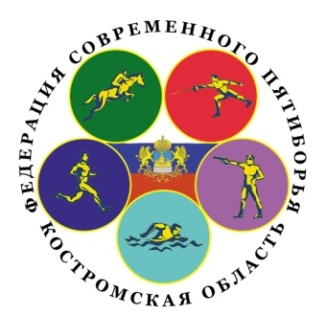 ФЕДЕРАЦИЯ СОВРЕМЕННОГО ПЯТИБОРЬЯ
КОСТРОМСКАЯ ОБЛАСТЬ